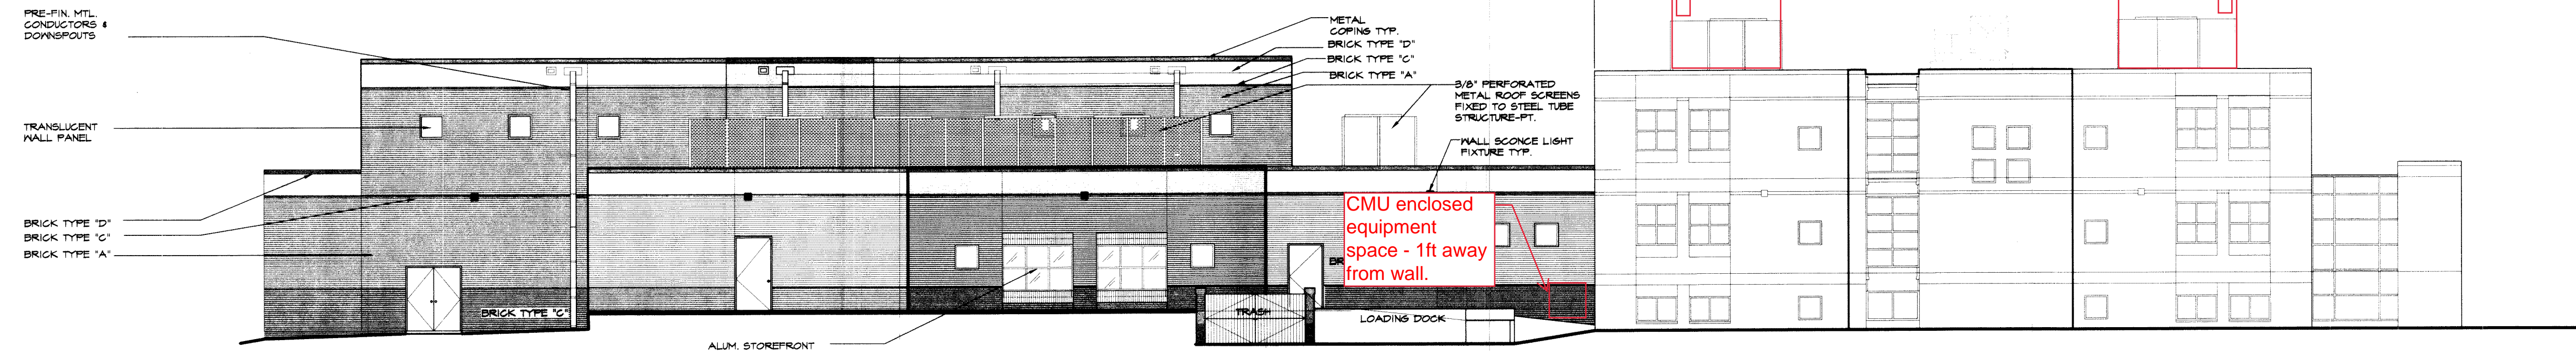 PRE-FIN. MTL.
CONDUCTORS &
DOWNSPOUTS
TRANSLUCENT
WALL PANEL
BRICK TYPE "D"
BRICK TYPE "C"
BRICK TYPE "A"
BRICK TYPE "C"
ALUM. STOREFRONT
METAL
COPING TYP.
BRICK TYPE "D"
BRICK TYPE "C"
BRICK TYPE "A"
3/8" PERFORATED
METAL ROOF SCREENS
FIXED TO STEEL TUBE
STRUCTURE-PT.
WALL SCONCE LIGHT
FIXTURE TYP.
CMU enclosed
equipment
space - 1ft away
from wall.
TRASH
LOADING DOCK